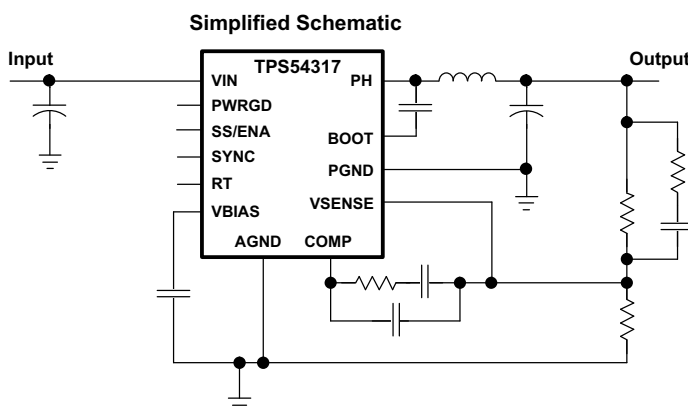 Simplified Schematic
Input
Output
TPS54317
VIN
PH
PWRGD
SS/ENA
BOOT
SYNC
PGND
RT
VSENSE
VBIAS
AGND COMP